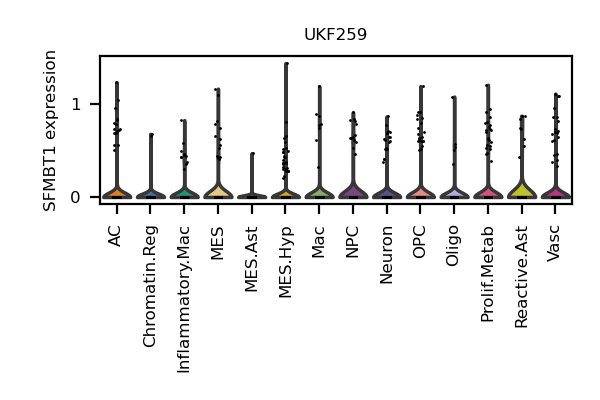 UKF259
SFMBT1 expression
1
0
AC
Chromatin.Reg
Inflammatory.Mac
MES
MES.Ast
MES.Hyp
Mac
NPC
Neuron
OPC
Oligo
Prolif.Metab
Reactive.Ast
Vasc